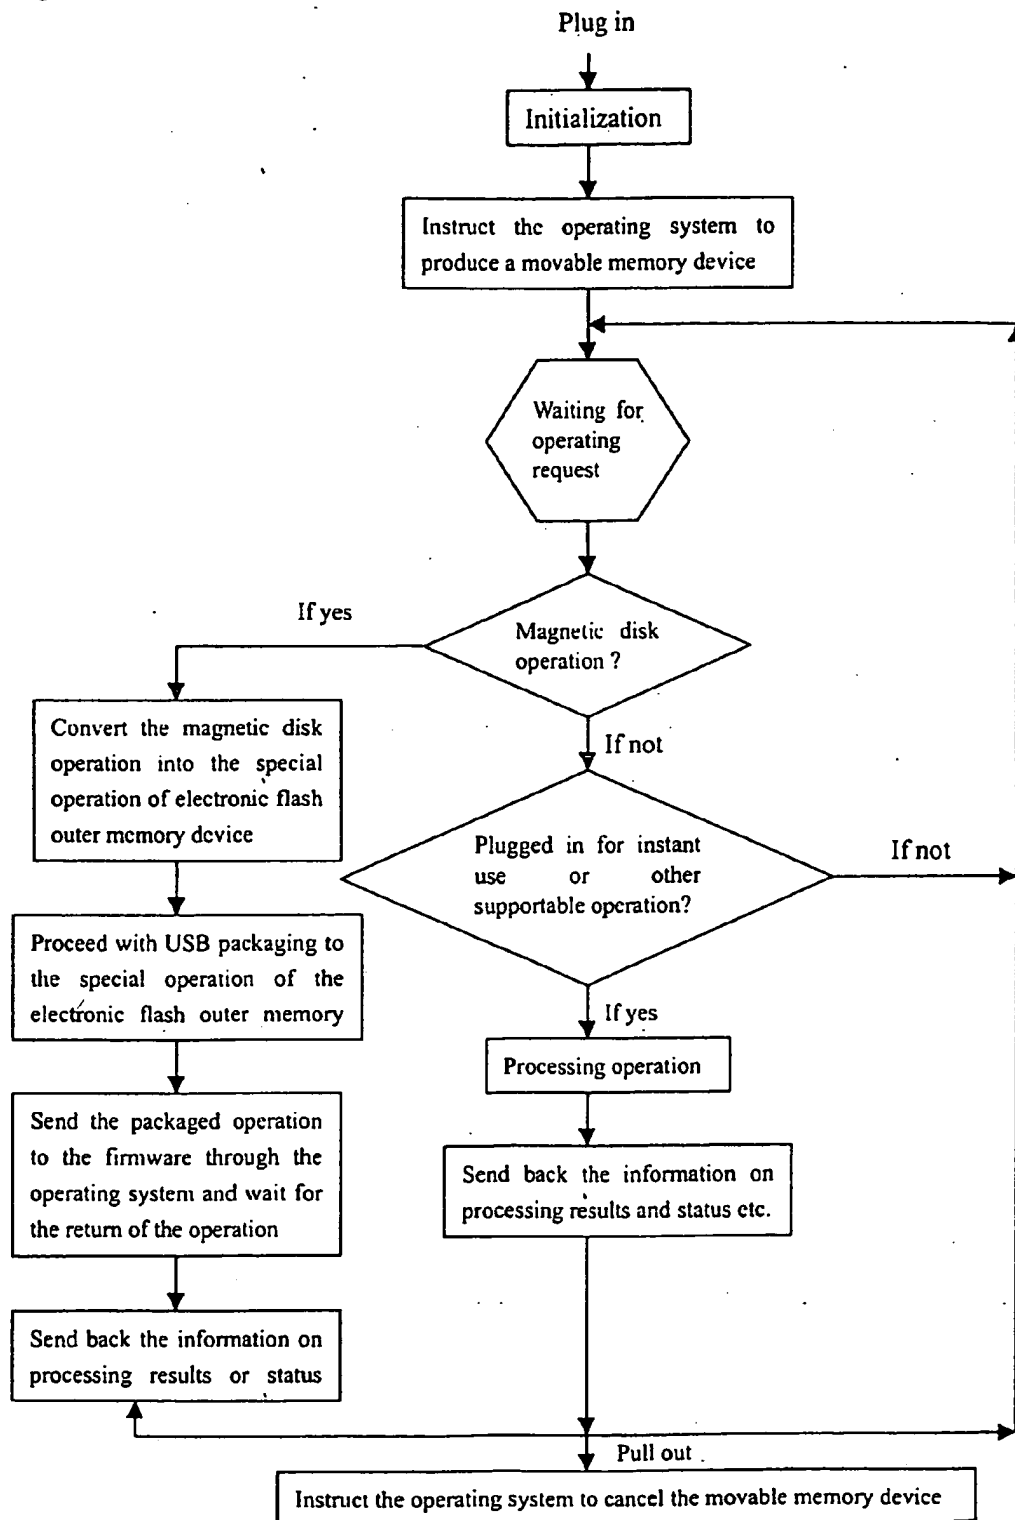 Plug in
Initialization
Instruct the operating system to
produce a movable memory device
Waiting for
operating
request
Magnetic disk
operation ?
If yes
If not
Convert the magnetic disk
operation into the special
operation of electronic flash
outer memory device
Plugged in for instant
use or other
supportable operation?
If not
Proceed with USB packaging to
the special operation of the
electronic flash outer memory
If yes
Processing operation
Send the packaged operation
to the firmware through the
operating system and wait for
the return of the operation
Send back the information on
processing results and status etc.
Send back the information on
processing results or status
Pull out
Instruct the operating system to cancel the movable memory device